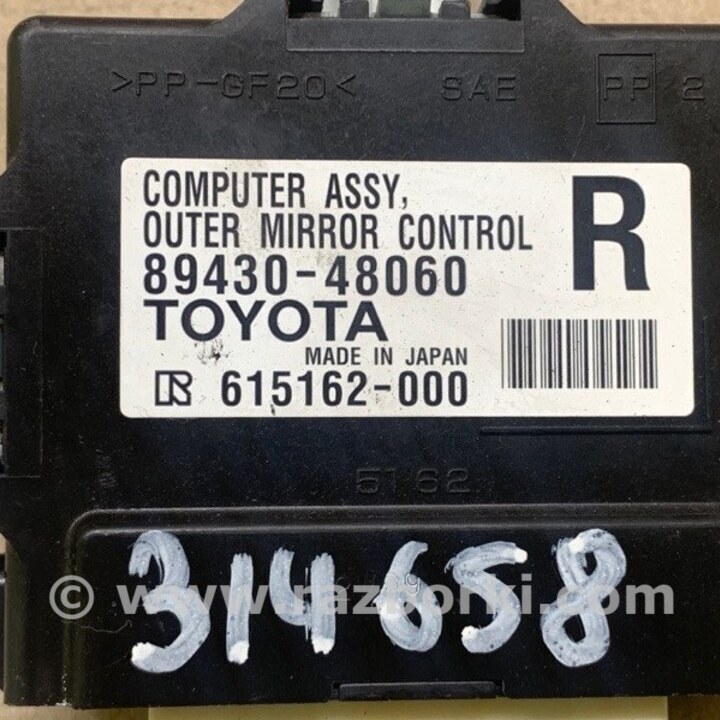 >PP-GF20< SAE PP 2
COMPUTER ASSY,
OUTER MIRROR CONTROL
R
89430-48060
TOYOTA
MADE IN JAPAN
R 615162-000
5162
314658
© www.razborki.com